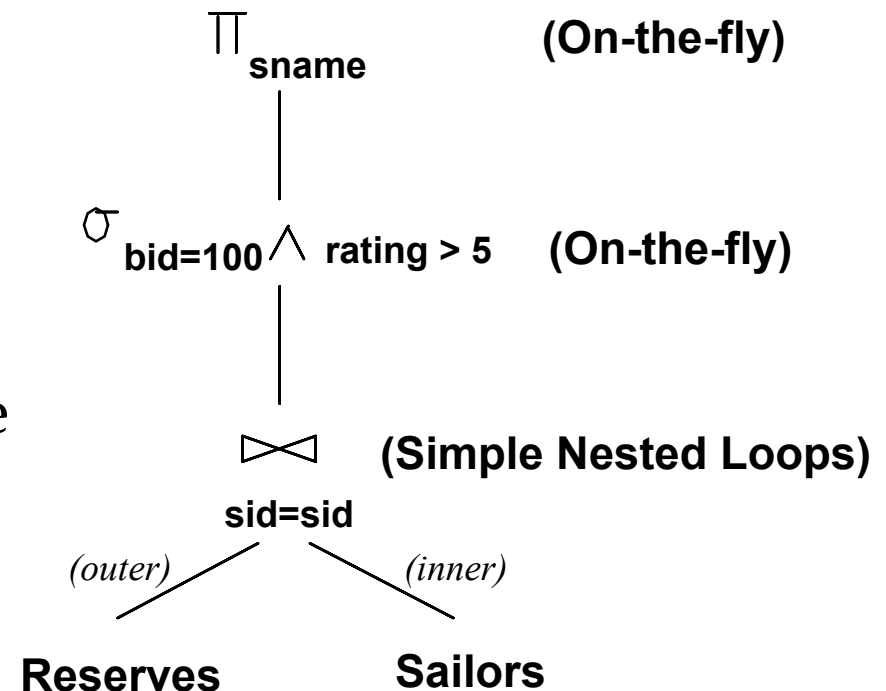 π sname (On-the-fly)
σ bid=100 ∧ rating > 5 (On-the-fly)
e
⋈ (Simple Nested Loops)
sid=sid
(outer) (inner)
Reserves Sailors